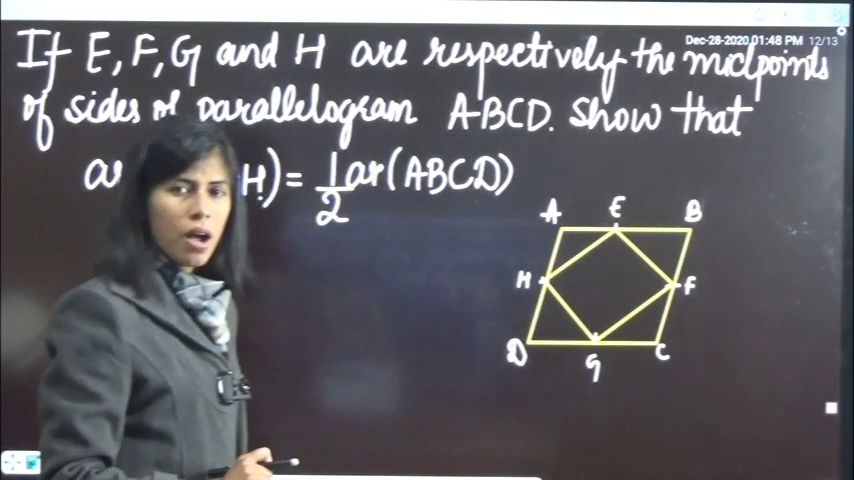 Dec-28-2020 01:48 PM 12/13
If E, F, G and H are respectively the midpoints
of sides of parallelogram ABCD. Show that
ar H) = 1/2 ar(ABCD)
A E B
H F
D G C